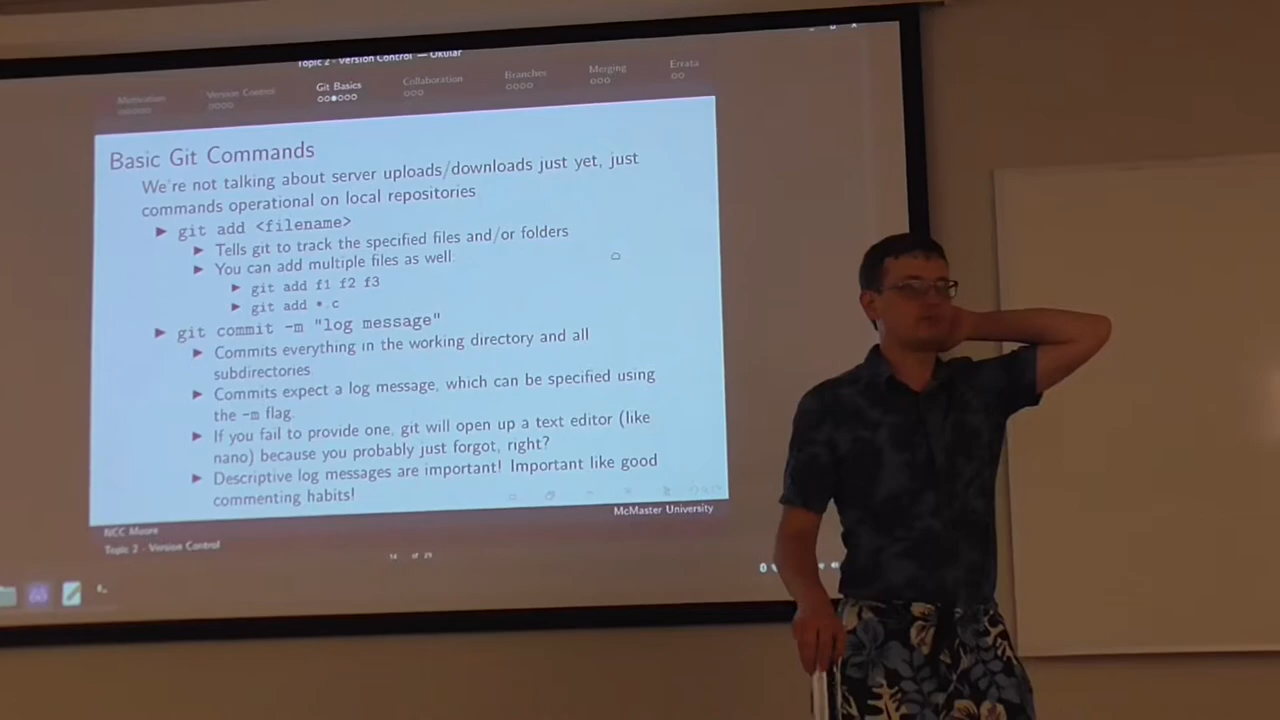 Topic 2 - Version Control — Okular
Motivation
Version Control
Git Basics
Collaboration
Branches
Merging
Errata
Basic Git Commands
We're not talking about server uploads/downloads just yet, just
commands operational on local repositories
git add <filename>
Tells git to track the specified files and/or folders
You can add multiple files as well:
git add f1 f2 f3
git add *.c
git commit -m "log message"
Commits everything in the working directory and all
subdirectories
Commits expect a log message, which can be specified using
the -m flag.
If you fail to provide one, git will open up a text editor (like
nano) because you probably just forgot, right?
Descriptive log messages are important! Important like good
commenting habits!
NCC Moore
McMaster University
Topic 2 - Version Control
of